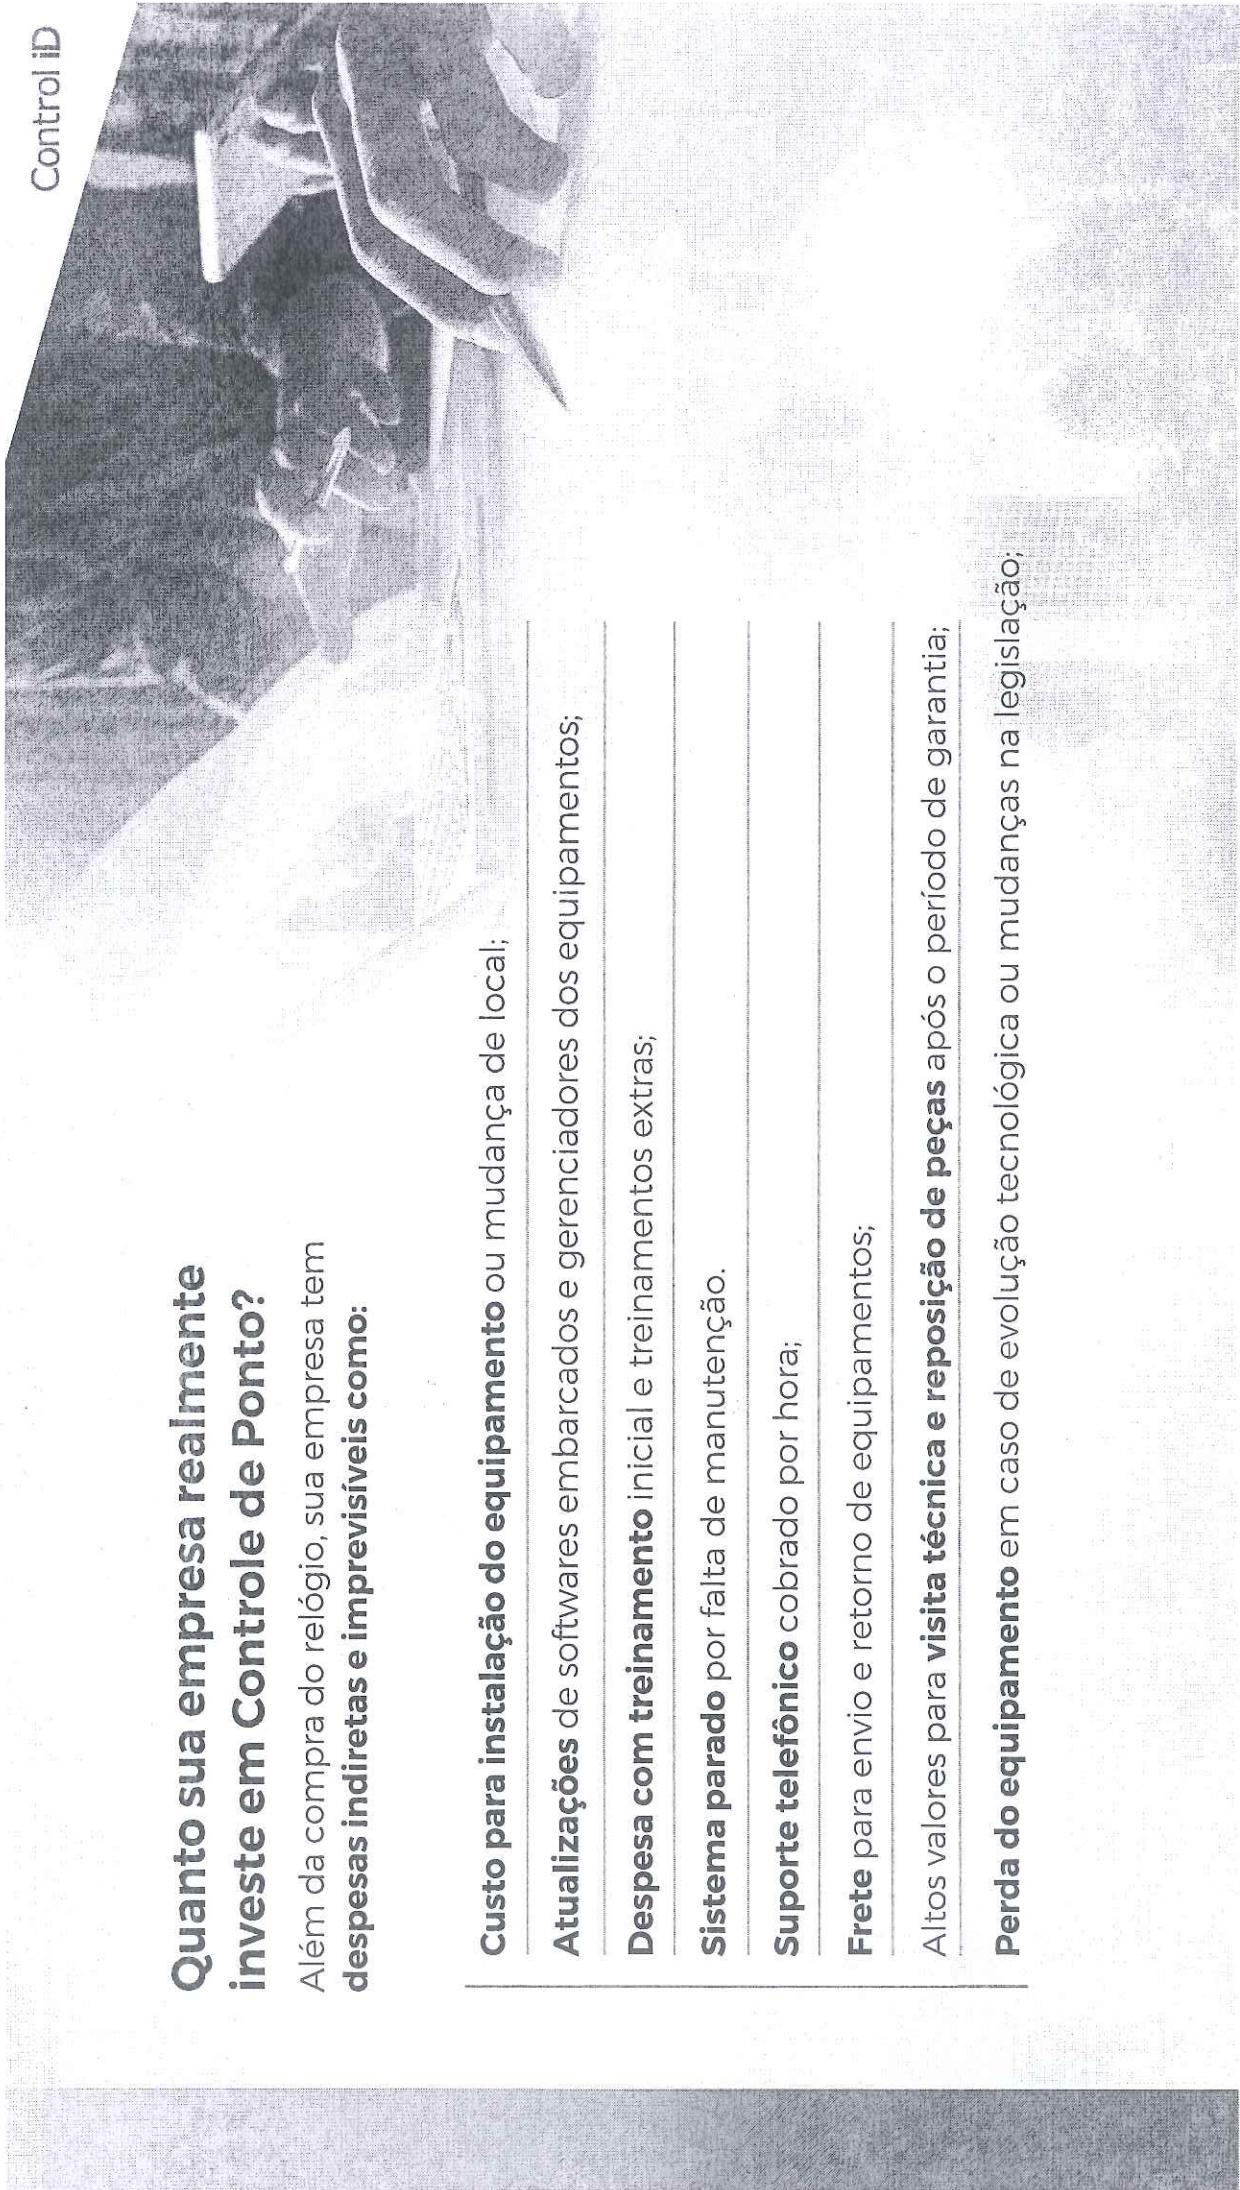 Control iD
Quanto sua empresa realmente
investe em Controle de Ponto?
Além da compra do relógio, sua empresa tem
despesas indiretas e imprevisíveis como:
Custo para instalação do equipamento ou mudança de local;
Atualizações de softwares embarcados e gerenciadores dos equipamentos;
Despesa com treinamento inicial e treinamentos extras;
Sistema parado por falta de manutenção.
Suporte telefônico cobrado por hora;
Frete para envio e retorno de equipamentos;
Altos valores para visita técnica e reposição de peças após o período de garantia;
Perda do equipamento em caso de evolução tecnológica ou mudanças na legislação;